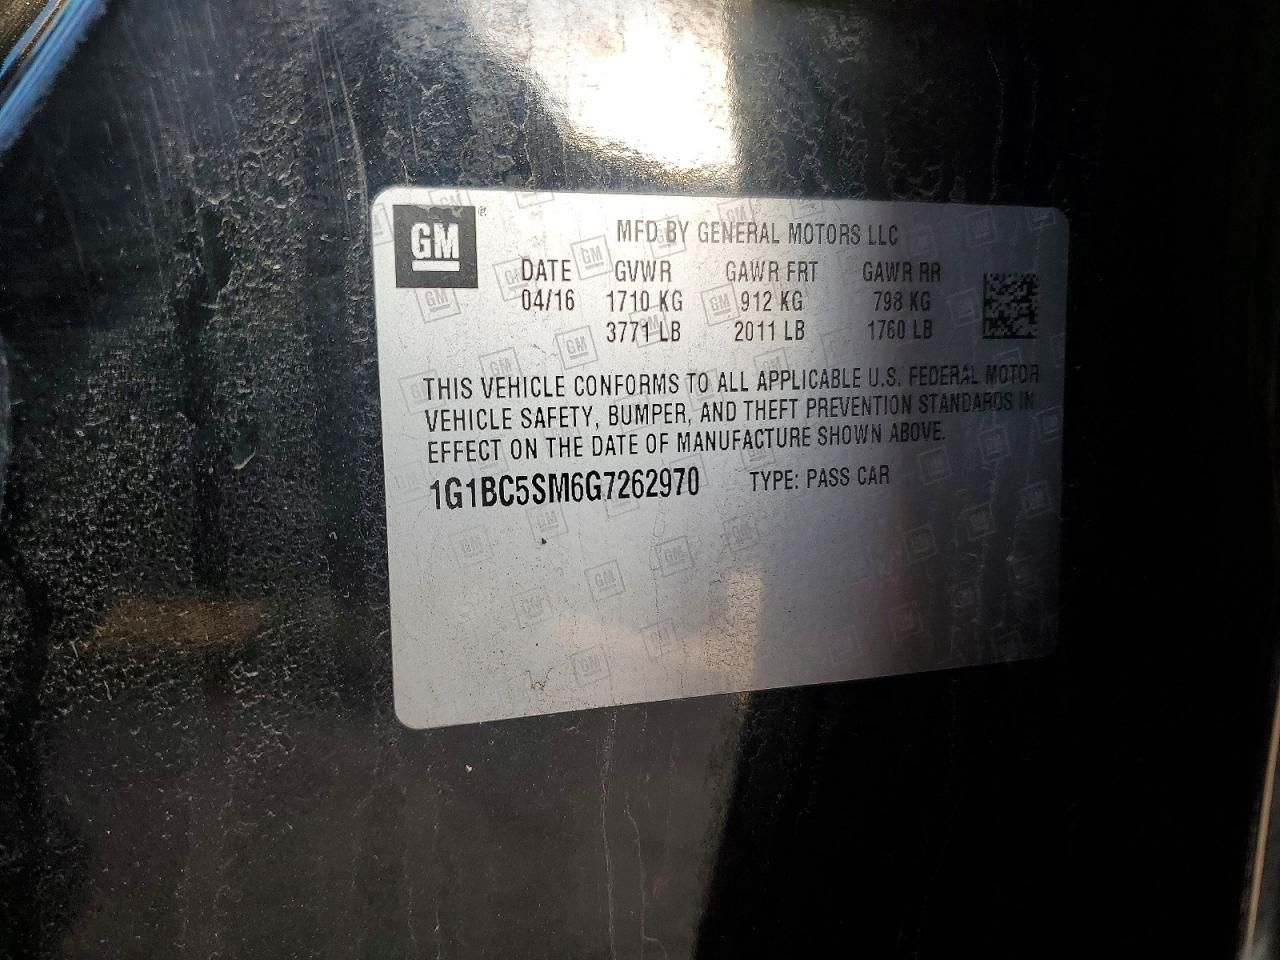 GM
MFD BY GENERAL MOTORS LLC
DATE GVWR GAWR FRT GAWR RR
04/16 1710 KG 912 KG 798 KG
3771 LB 2011 LB 1760 LB
THIS VEHICLE CONFORMS TO ALL APPLICABLE U.S. FEDERAL MOTOR
VEHICLE SAFETY, BUMPER, AND THEFT PREVENTION STANDARDS IN
EFFECT ON THE DATE OF MANUFACTURE SHOWN ABOVE.
1G1BC5SM6G7262970 TYPE: PASS CAR